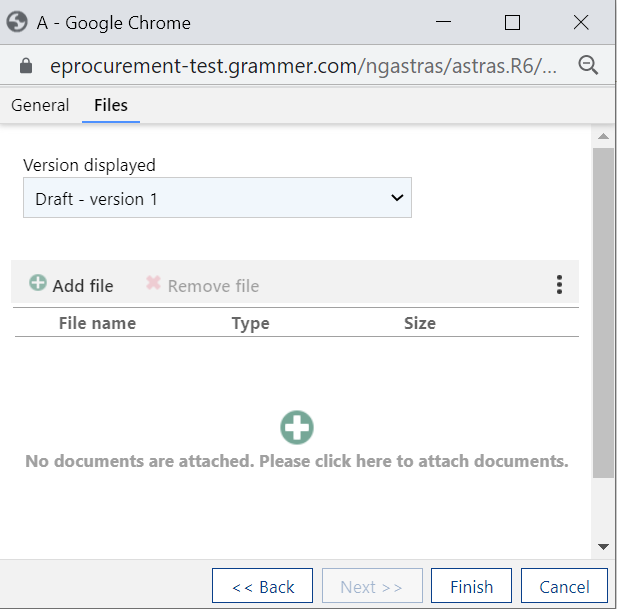 A - Google Chrome
eprocurement-test.grammer.com/ngastras/astras.R6/...
General Files
Version displayed
Draft - version 1
Add file Remove file
File name Type Size
No documents are attached. Please click here to attach documents.
<< Back Next >> Finish Cancel